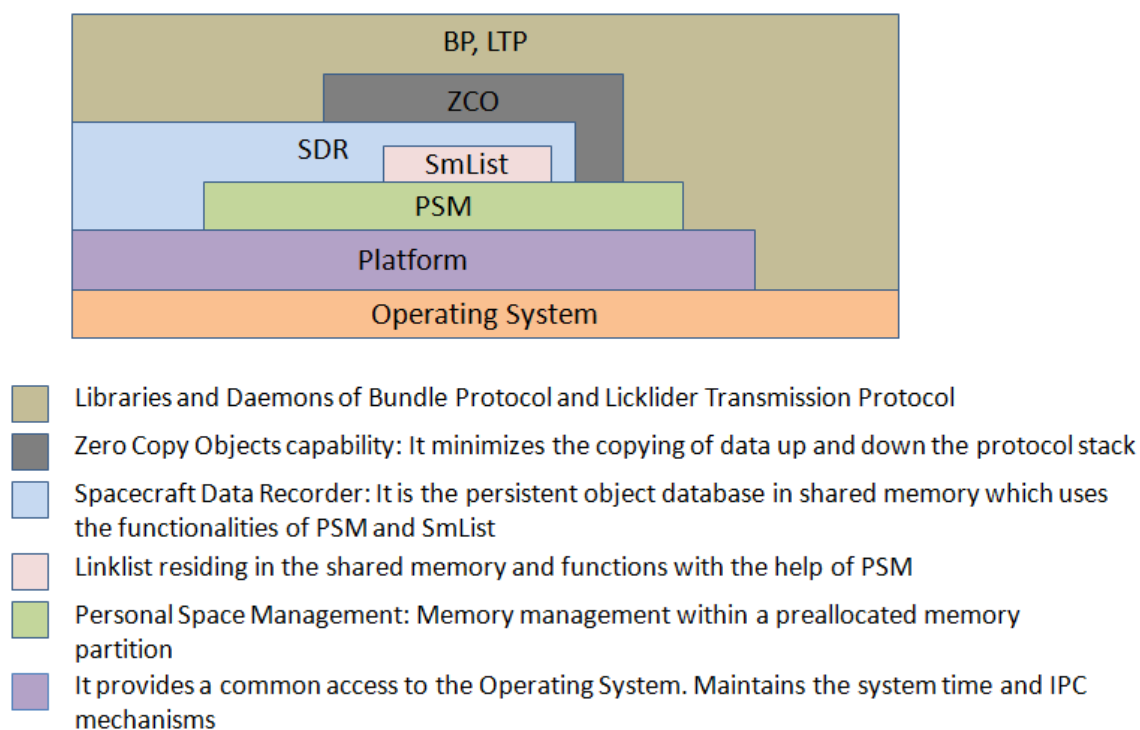 BP, LTP
ZCO
SDR
SmList
PSM
Platform
Operating System
Libraries and Daemons of Bundle Protocol and Licklider Transmission Protocol
Zero Copy Objects capability: It minimizes the copying of data up and down the protocol stack
Spacecraft Data Recorder: It is the persistent object database in shared memory which uses
the functionalities of PSM and SmList
Linklist residing in the shared memory and functions with the help of PSM
Personal Space Management: Memory management within a preallocated memory
partition
It provides a common access to the Operating System. Maintains the system time and IPC
mechanisms